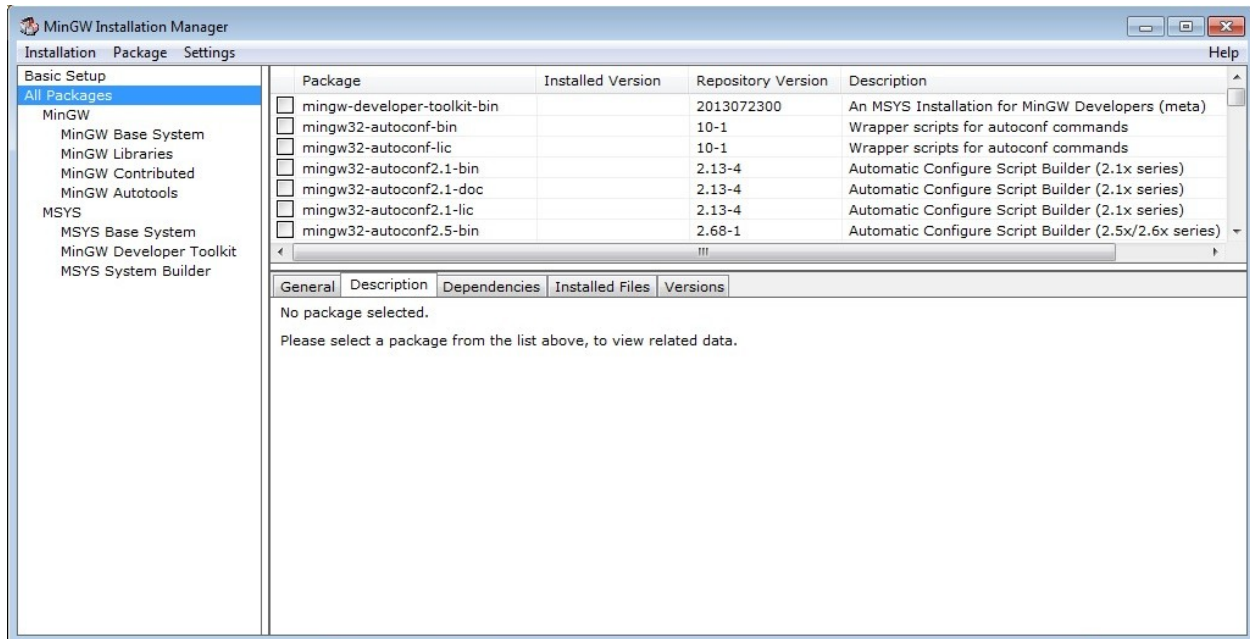 MinGW Installation Manager
Installation Package Settings Help
Basic Setup
All Packages
MinGW
MinGW Base System
MinGW Libraries
MinGW Contributed
MinGW Autotools
MSYS
MSYS Base System
MinGW Developer Toolkit
MSYS System Builder
Package Installed Version Repository Version Description
mingw-developer-toolkit-bin 2013072300 An MSYS Installation for MinGW Developers (meta)
mingw32-autoconf-bin 10-1 Wrapper scripts for autoconf commands
mingw32-autoconf-lic 10-1 Wrapper scripts for autoconf commands
mingw32-autoconf2.1-bin 2.13-4 Automatic Configure Script Builder (2.1x series)
mingw32-autoconf2.1-doc 2.13-4 Automatic Configure Script Builder (2.1x series)
mingw32-autoconf2.1-lic 2.13-4 Automatic Configure Script Builder (2.1x series)
mingw32-autoconf2.5-bin 2.68-1 Automatic Configure Script Builder (2.5x/2.6x series)
General Description Dependencies Installed Files Versions
No package selected.
Please select a package from the list above, to view related data.